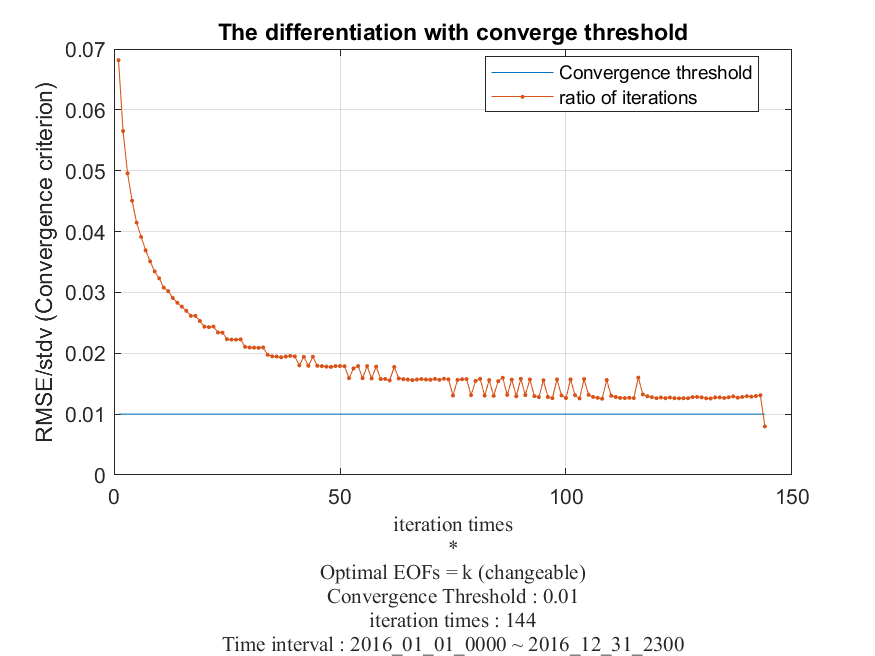 The differentiation with converge threshold
0.07
0.06
0.05
0.04
0.03
0.02
0.01
0
RMSE/stdv (Convergence criterion)
Convergence threshold
ratio of iterations
0
50
100
150
iteration times
*
Optimal EOFs = k (changeable)
Convergence Threshold : 0.01
iteration times : 144
Time interval : 2016_01_01_0000 ~ 2016_12_31_2300